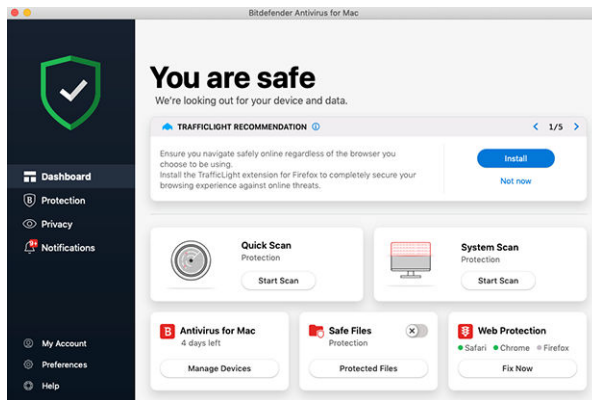 Bitdefender Antivirus for Mac
You are safe
We're looking out for your device and data.
TRAFFICLIGHT RECOMMENDATION
1/5
Ensure you navigate safely online regardless of the browser you
choose to be using.
Install the TrafficLight extension for Firefox to completely secure your
browsing experience against online threats.
Install
Not now
Dashboard
B Protection
Privacy
9+
Notifications
My Account
Preferences
Help
Quick Scan
Protection
Start Scan
System Scan
Protection
Start Scan
B Antivirus for Mac
4 days left
Manage Devices
Safe Files
Protection
Protected Files
Web Protection
Safari Chrome Firefox
Fix Now